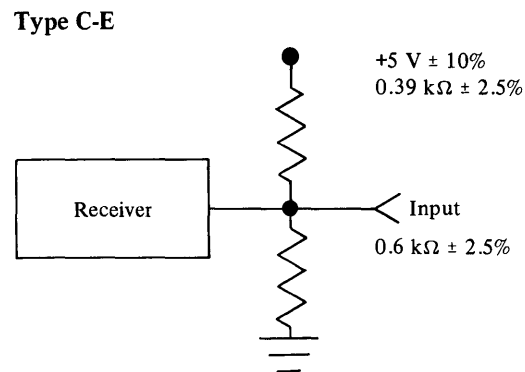 Type C-E
+5 V ± 10%
0.39 kΩ ± 2.5%
Receiver
Input
0.6 kΩ ± 2.5%